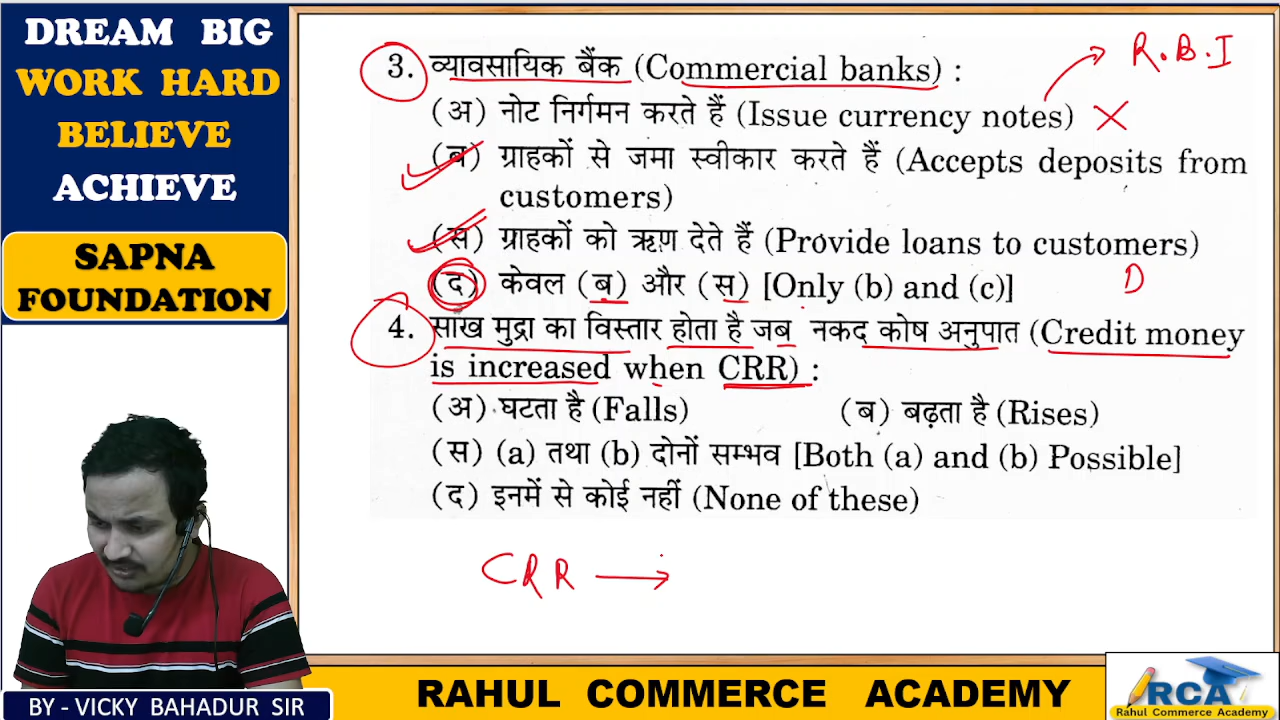 DREAM BIG
WORK HARD
BELIEVE
ACHIEVE
SAPNA
FOUNDATION
3. व्यावसायिक बैंक (Commercial banks) :
R.B.I
(अ) नोट निर्गमन करते हैं (Issue currency notes)
(ब) ग्राहकों से जमा स्वीकार करते हैं (Accepts deposits from
customers)
(स) ग्राहकों को ऋण देते हैं (Provide loans to customers)
(द) केवल (ब) और (स) [Only (b) and (c)]
D
4. साख मुद्रा का विस्तार होता है जब नकद कोष अनुपात (Credit money
is increased when CRR) :
(अ) घटता है (Falls) (ब) बढ़ता है (Rises)
(स) (a) तथा (b) दोनों सम्भव [Both (a) and (b) Possible]
(द) इनमें से कोई नहीं (None of these)
CRR →
BY - VICKY BAHADUR SIR
RAHUL COMMERCE ACADEMY
RCA
Rahul Commerce Academy